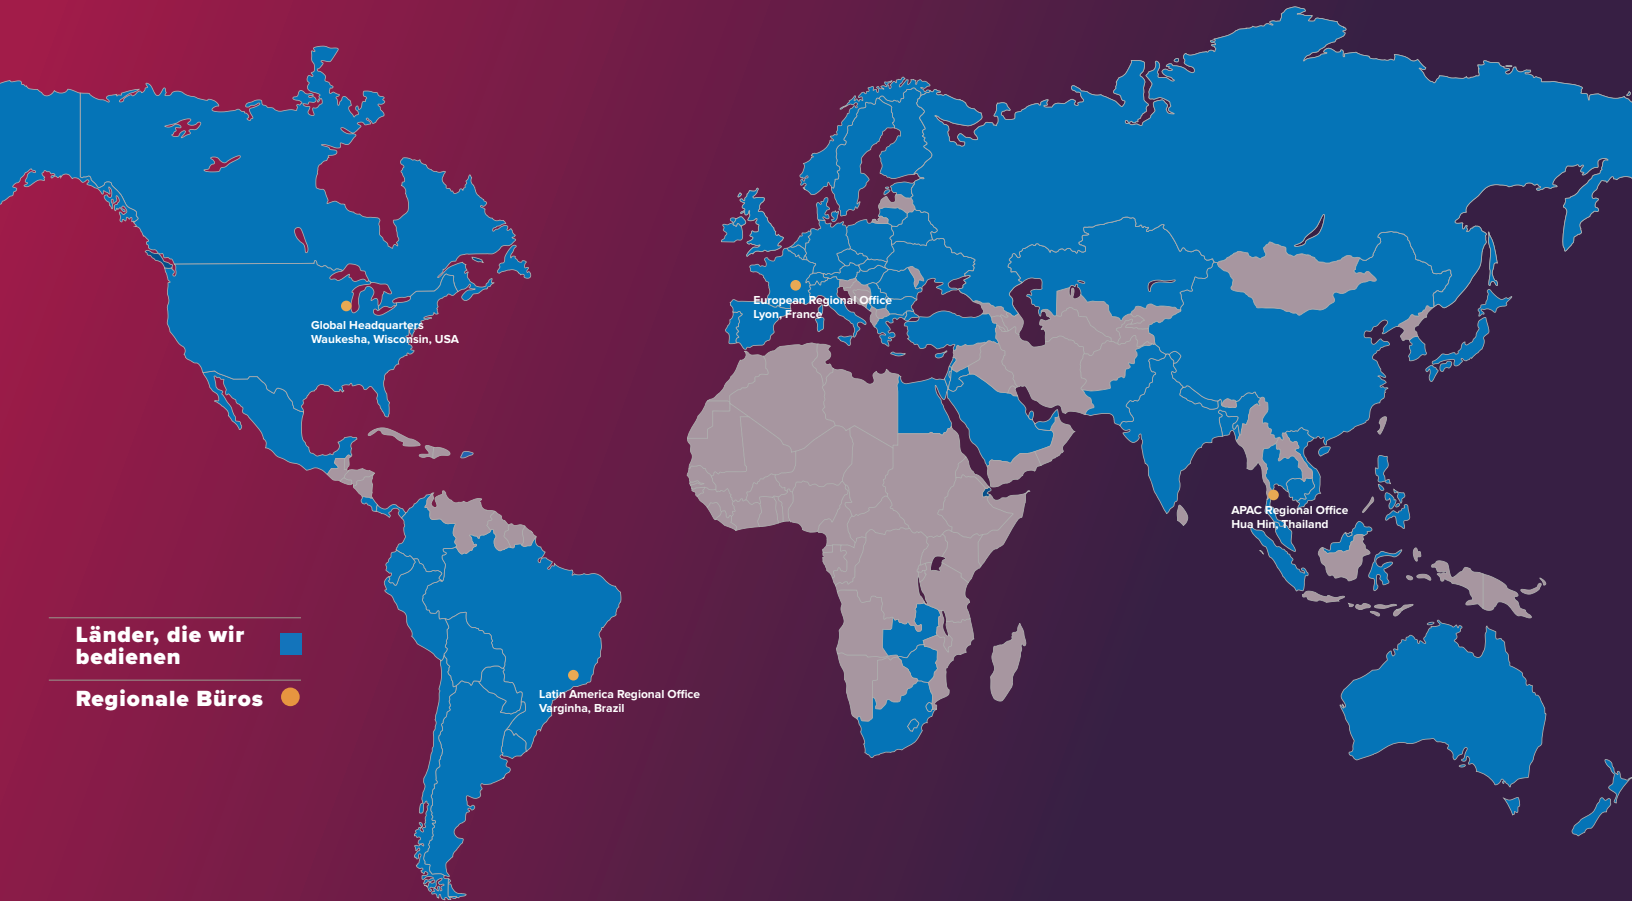 Global Headquarters
Waukesha, Wisconsin, USA
European Regional Office
Lyon, France
APAC Regional Office
Hua Hin, Thailand
Latin America Regional Office
Varginha, Brazil
Länder, die wir
bedienen
Regionale Büros